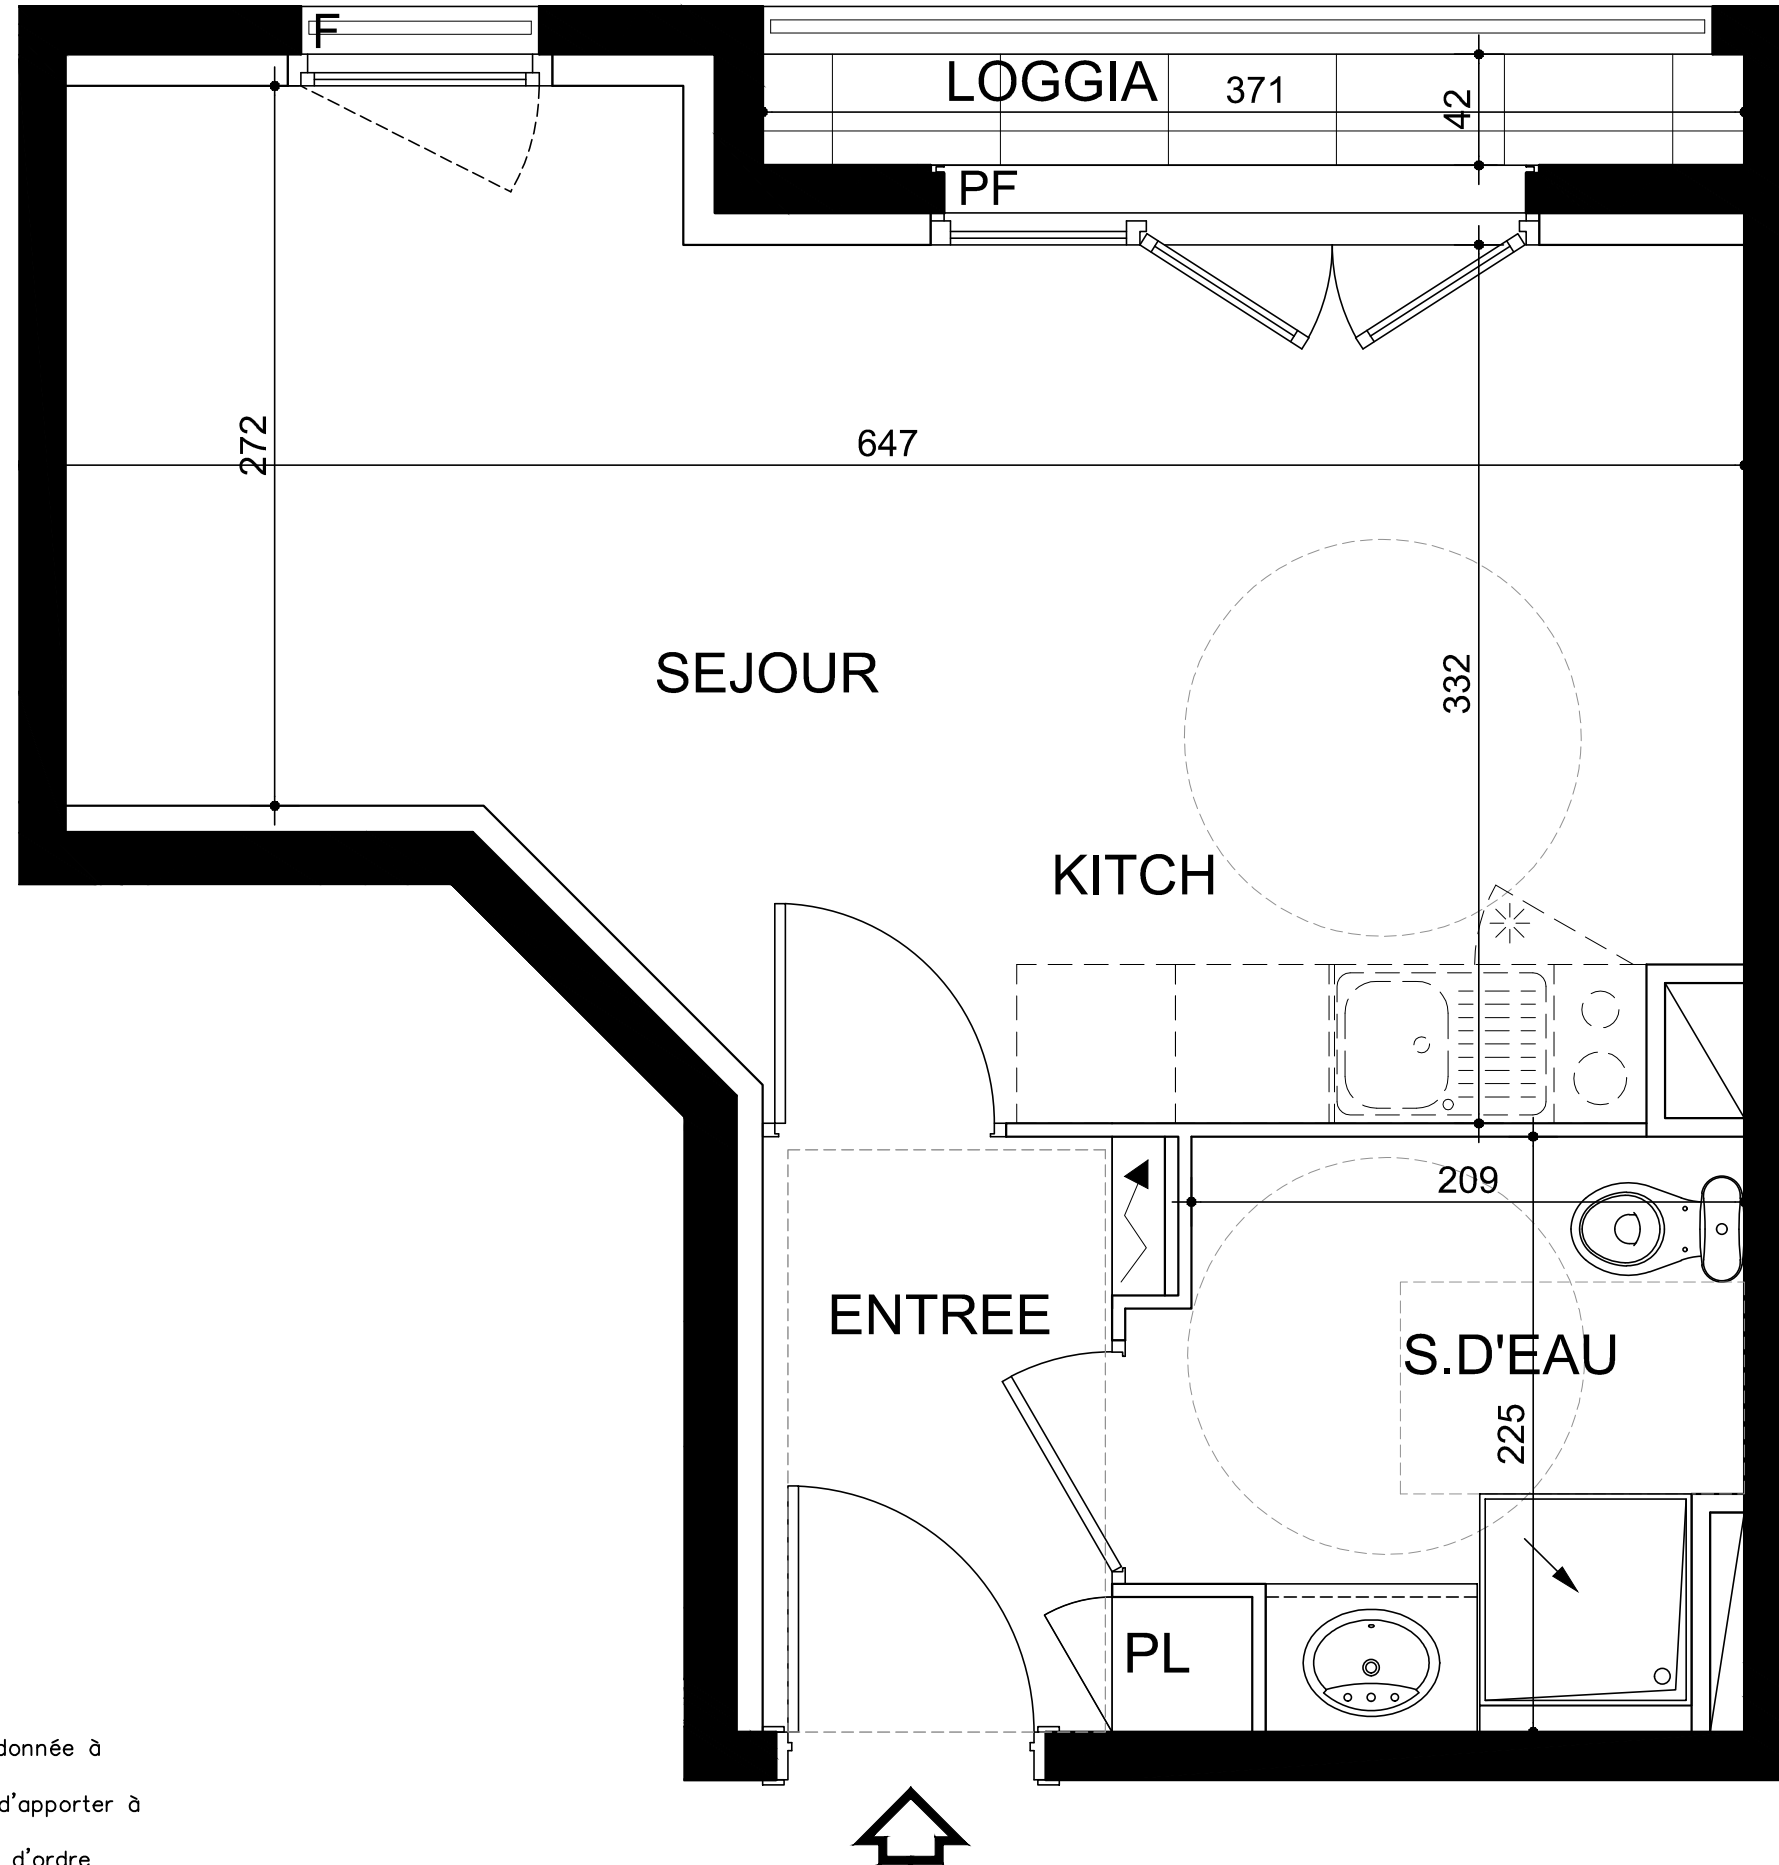 F
LOGGIA
371
42
PF
272
647
SEJOUR
332
KITCH
209
ENTREE
S.D'EAU
225
PL
donnée à
d'apporter à
d'ordre